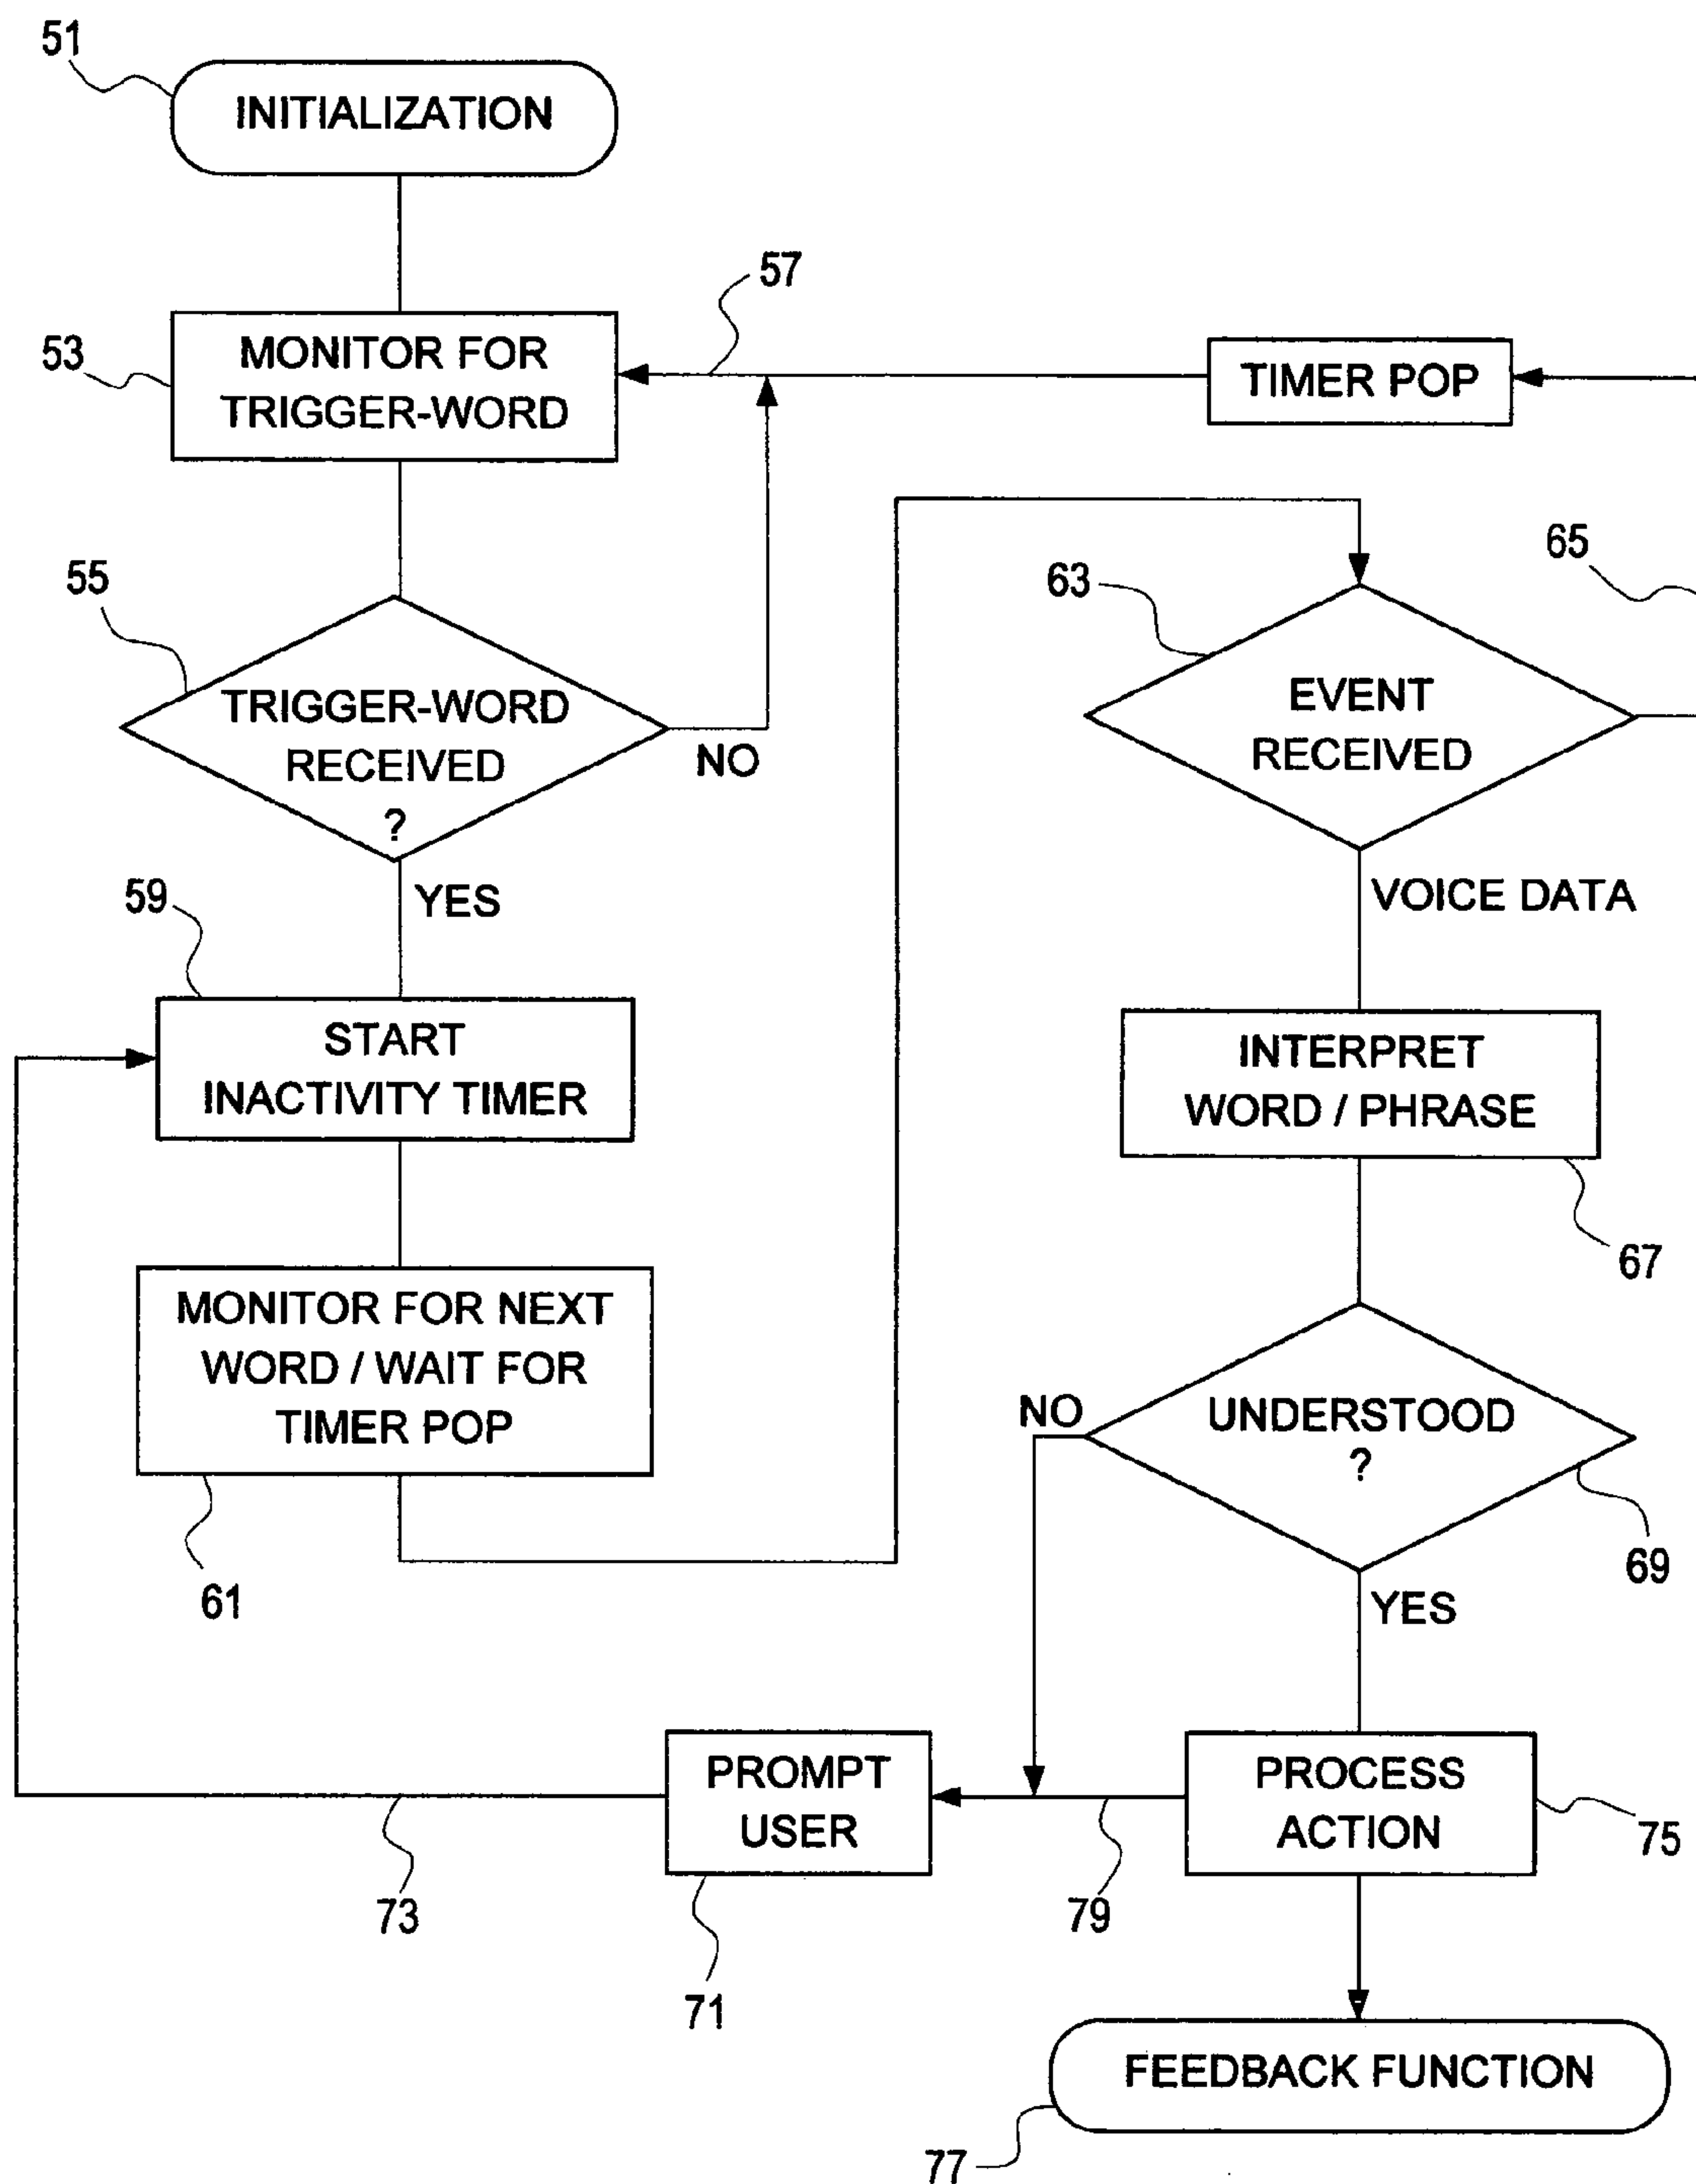 51
INITIALIZATION
57
53
MONITOR FOR
TRIGGER-WORD
TIMER POP
55
TRIGGER-WORD
RECEIVED
?
NO
63
65
EVENT
RECEIVED
59
YES
VOICE DATA
START
INACTIVITY TIMER
INTERPRET
WORD / PHRASE
67
MONITOR FOR NEXT
WORD / WAIT FOR
TIMER POP
61
NO
UNDERSTOOD
?
69
YES
PROMPT
USER
PROCESS
ACTION
75
73
79
71
FEEDBACK FUNCTION
77